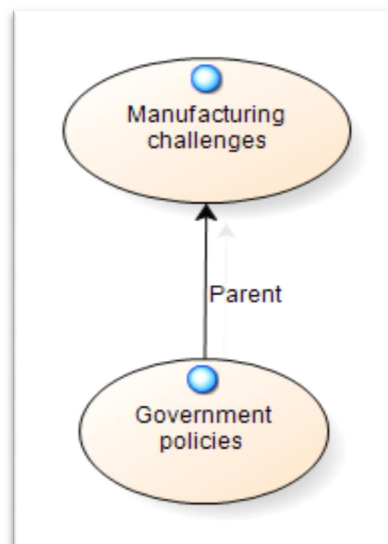 Manufacturing
challenges
Parent
Government
policies